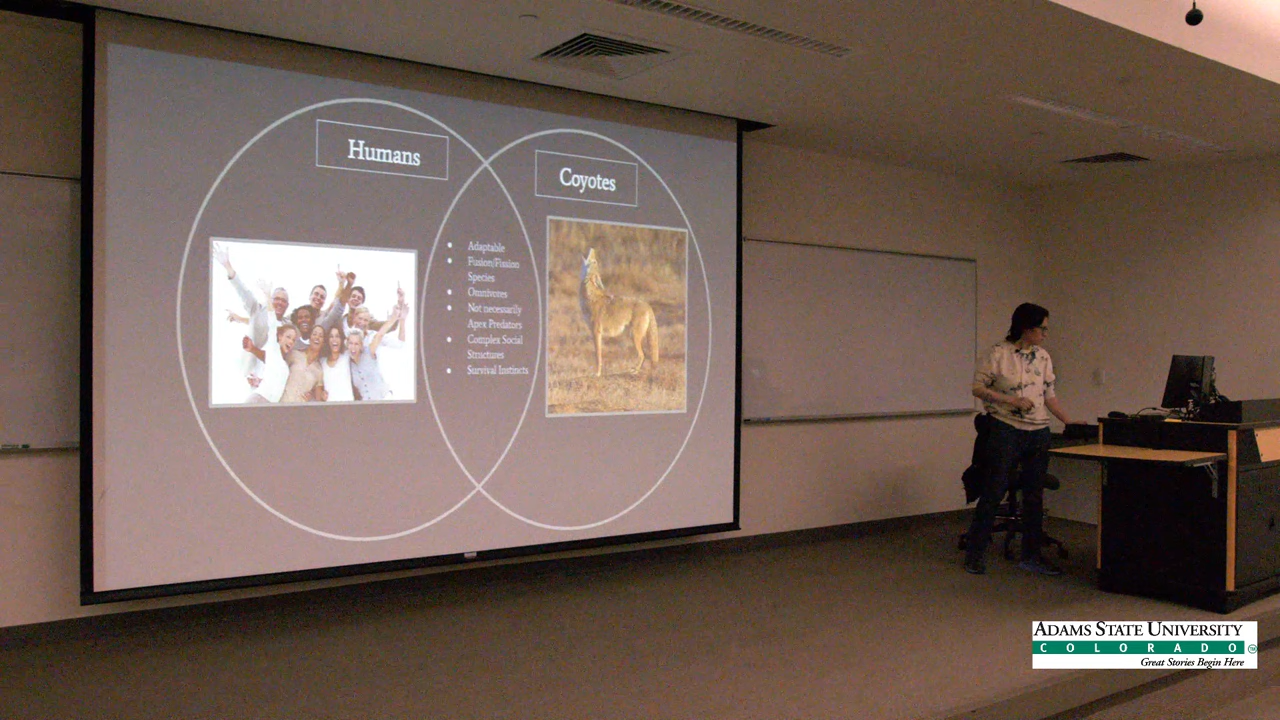 Humans
Coyotes
• Adaptable
• Fusion/Fission
Species
• Omnivores
• Not necessarily
Apex Predators
• Complex Social
Structures
• Survival Instincts
ADAMS STATE UNIVERSITY
COLORADO TM
Great Stories Begin Here